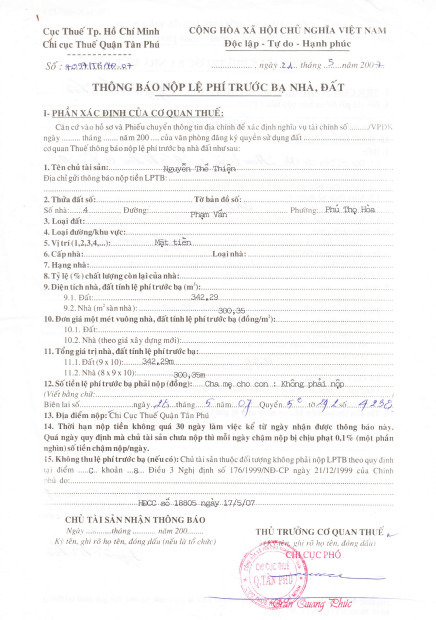 Cục Thuế Tp. Hồ Chí Minh
Chi cục Thuế Quận Tân Phú
CỘNG HÒA XÃ HỘI CHỦ NGHĨA VIỆT NAM
Độc lập - Tự do - Hạnh phúc
Số :
......................, ngày 21 tháng 5 năm 2007
THÔNG BÁO NỘP LỆ PHÍ TRƯỚC BẠ NHÀ, ĐẤT
I- PHẦN XÁC ĐỊNH CỦA CƠ QUAN THUẾ:
Căn cứ vào hồ sơ và Phiếu chuyển thông tin địa chính để xác định nghĩa vụ tài chính số ........../VPĐK
ngày ......... tháng ....... năm 200 .... của văn phòng đăng ký quyền sử dụng đất
cơ quan Thuế thông báo nộp lệ phí trước bạ nhà đất như sau:
1. Tên chủ tài sản: Nguyễn Thế Thiện
Địa chỉ gửi thông báo nộp tiền LPTB:
2. Thửa đất số: Tờ bản đồ số:
Số nhà: 4 Đường: Phạm Vấn Phường: Phú Thọ Hòa
3. Loại đất:
4. Loại đường/khu vực:
5. Vị trí (1,2,3,4,...): Mặt tiền
6. Cấp nhà: Loại nhà:
7. Hạng nhà:
8. Tỷ lệ (%) chất lượng còn lại của nhà:
9. Diện tích nhà, đất tính lệ phí trước bạ (m²):
9.1. Đất: 342,29
9.2. Nhà (m² sàn nhà): 300,35
10. Đơn giá một mét vuông nhà, đất tính lệ phí trước bạ (đồng/m²):
10.1. Đất:
10.2. Nhà (theo giá xây dựng mới):
11. Tổng giá trị nhà, đất tính lệ phí trước bạ:
11.1. Đất (9 x 10): 342,29m
11.2. Nhà (8 x 9 x 10): 300,35m
12. Số tiền lệ phí trước bạ phải nộp (đồng): Cha mẹ cho con : Không phải nộp
(Viết bằng chữ:
Biên lai số ngày tháng 5 năm 07 Quyển số 4238
13. Địa điểm nộp: Chi Cục Thuế Quận Tân Phú
14. Thời hạn nộp tiền không quá 30 ngày làm việc kể từ ngày nhận được thông báo này.
Quá ngày quy định mà chủ tài sản chưa nộp thì mỗi ngày chậm nộp bị chịu phạt 0,1% (một phần
nghìn) số tiền chậm nộp/ngày.
15. Không thu lệ phí trước bạ (nếu có): Chủ tài sản thuộc đối tượng không phải nộp LPTB theo quy định
tại điểm .....c khoản ..... Điều 3 Nghị định số 176/1999/NĐ-CP ngày 21/12/1999 của Chính
phủ do:
HĐCC số 18805 ngày 17/5/07
CHỦ TÀI SẢN NHẬN THÔNG BÁO
Ngày ............ tháng .......... năm 200.......
Ký tên, ghi rõ họ tên, đóng dấu (nếu là tổ chức)
THỦ TRƯỞNG CƠ QUAN THUẾ
ghi rõ họ tên, đóng dấu)
CHI CỤC PHÓ
CHI CỤC THUẾ
Q.TÂN PHÚ
Trần Quang Phúc